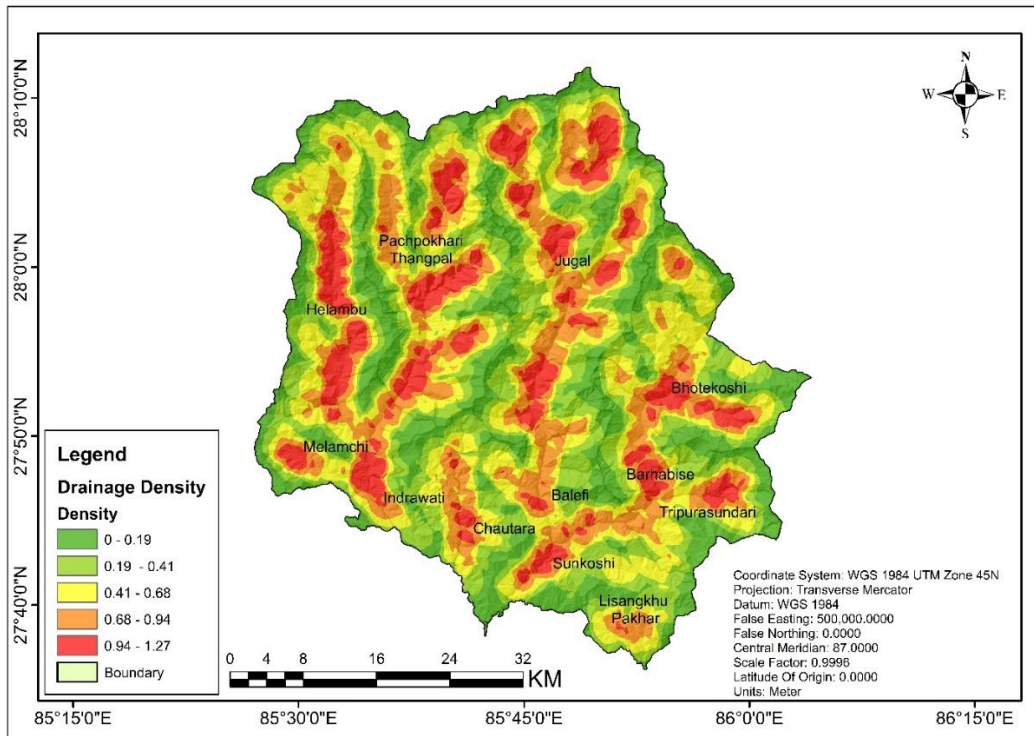 N
W E
S
28°10'0"N
28°0'0"N
27°50'0"N
27°40'0"N
Pachpokhari
Thangpal
Jugal
Helambu
Bhotekoshi
Melamchi
Barhabise
Indrawati
Balefi
Tripurasundari
Chautara
Sunkoshi
Lisangkhu
Pakhar
Legend
Drainage Density
Density
0 - 0.19
0.19 - 0.41
0.41 - 0.68
0.68 - 0.94
0.94 - 1.27
Boundary
0 4 8 16 24 32
KM
Coordinate System: WGS 1984 UTM Zone 45N
Projection: Transverse Mercator
Datum: WGS 1984
False Easting: 500,000.0000
False Northing: 0.0000
Central Meridian: 87.0000
Scale Factor: 0.9996
Latitude Of Origin: 0.0000
Units: Meter
85°15'0"E 85°30'0"E 85°45'0"E 86°0'0"E 86°15'0"E